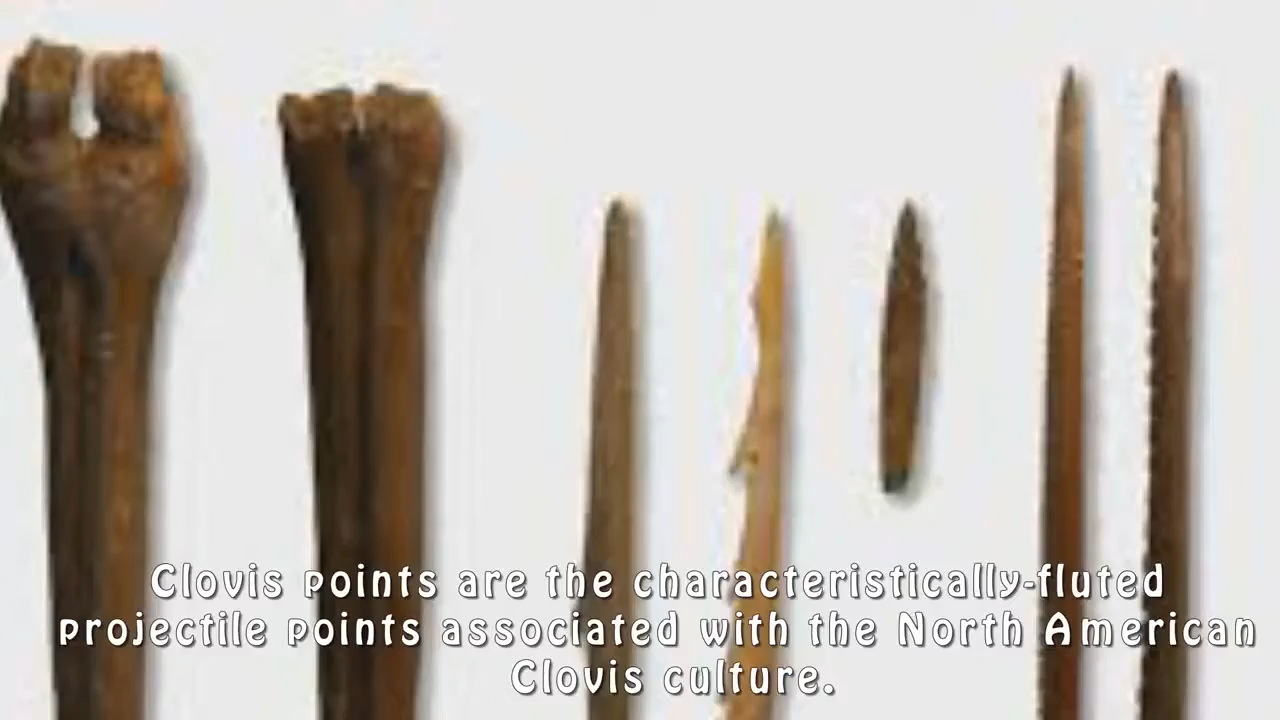 Clovis points are the characteristically-fluted
projectile points associated with the North American
Clovis culture.